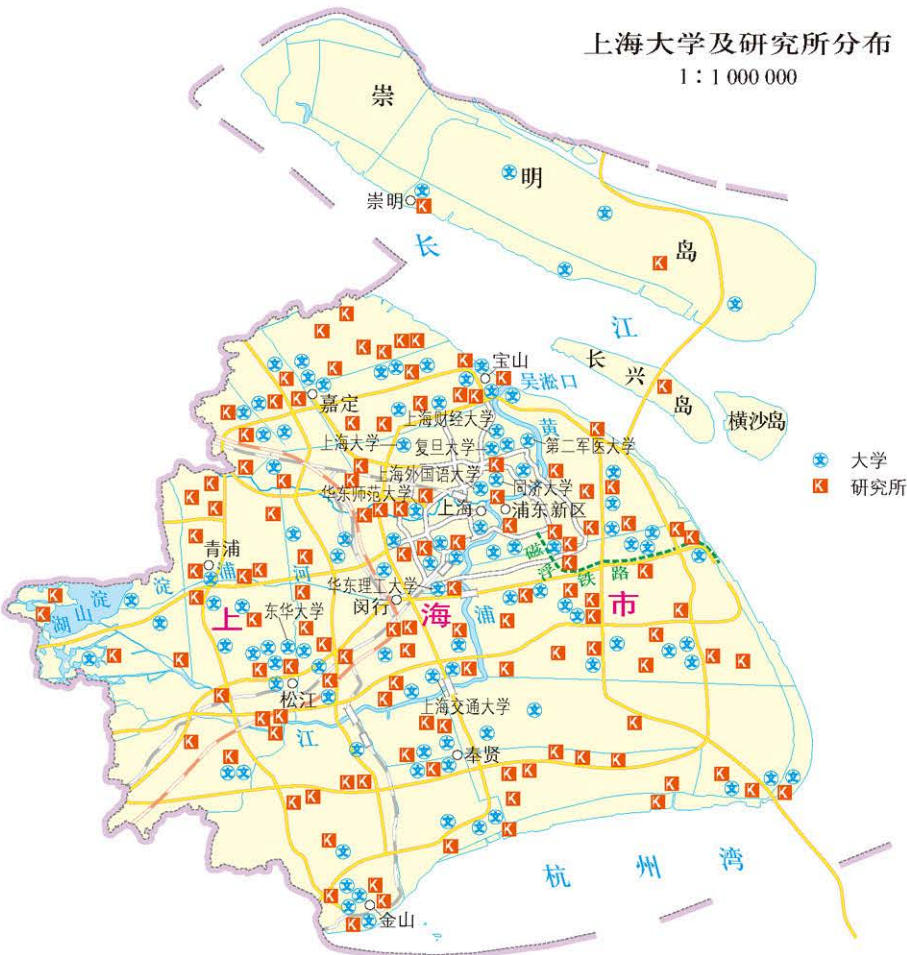 上海大学及研究所分布
1：1 000 000
崇
明
岛
崇明
长
江
长
兴
岛
横沙岛
宝山
吴淞口
嘉定
黄
上海财经大学
上海大学
复旦大学
第二军医大学
上海外国语大学
同济大学
华东师范大学
上海
浦东新区
大学
研究所
青浦
淀
浦
河
磁
浮
铁
路
淀
山
湖
华东理工大学
闵行
东华大学
上
海
市
浦
松江
江
上海交通大学
奉贤
杭
州
湾
金山